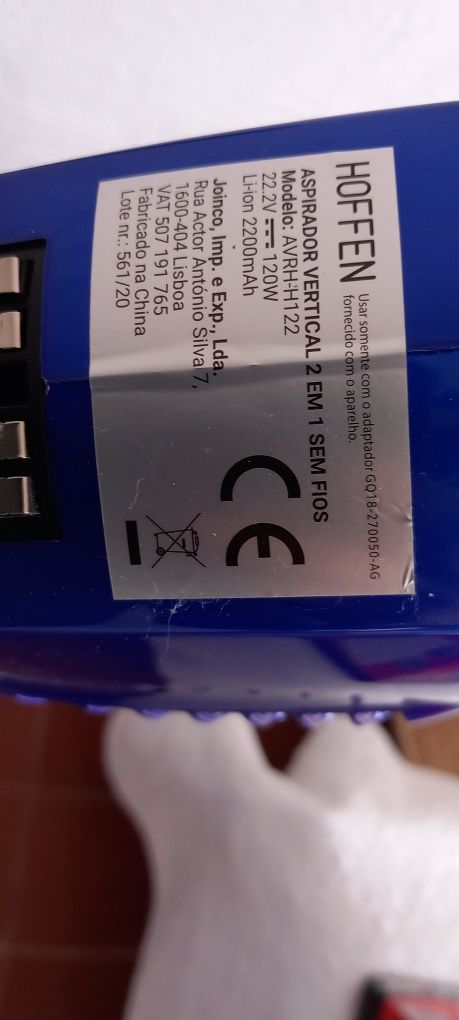 HOFFEN
Usar somente com o adaptador GQ18-270050-AG
fornecido com o aparelho.
ASPIRADOR VERTICAL 2 EM 1 SEM FIOS
Modelo: AVRH-H122
22.2V ⎓ 120W
Li-ion 2200mAh
Joinco, Imp. e Exp., Lda.
Rua Actor António Silva 7,
1600-404 Lisboa
VAT 507 191 765
Fabricado na China
Lote nr.: 561/20
CE